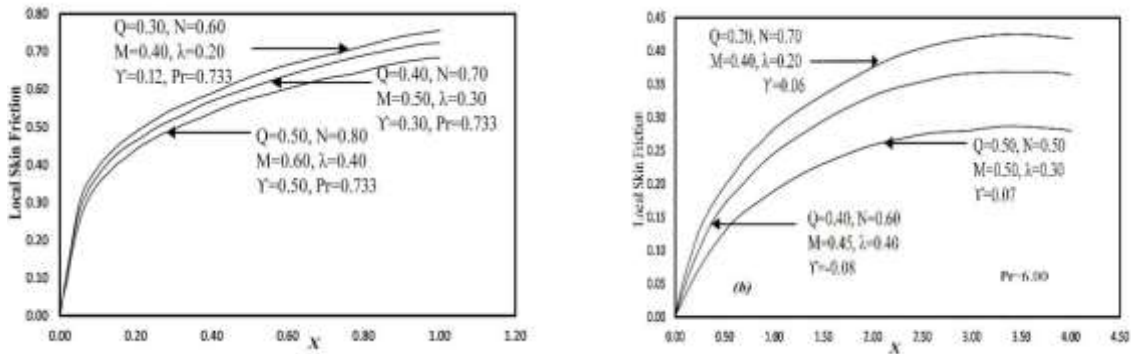 0.80
0.70
0.60
0.50
0.40
0.30
0.20
0.10
0.00
Local Skin Friction
Q=0.30, N=0.60
M=0.40, λ=0.20
ϒ=0.12, Pr=0.733
Q=0.40, N=0.70
M=0.50, λ=0.30
ϒ=0.30, Pr=0.733
Q=0.50, N=0.80
M=0.60, λ=0.40
ϒ=0.50, Pr=0.733
0.00 0.20 0.40 0.60 0.80 1.00 1.20
X
0.45
0.40
0.35
0.30
0.25
0.20
0.15
0.10
0.05
0.00
Local Skin Friction
Q=0.20, N=0.70
M=0.40, λ=0.20
ϒ=0.06
Q=0.50, N=0.50
M=0.50, λ=0.30
ϒ=0.07
Q=0.40, N=0.60
M=0.45, λ=0.40
ϒ=-0.08
(b)
Pr=6.00
0.00 0.50 1.00 1.50 2.00 2.50 3.00 3.50 4.00 4.50
X